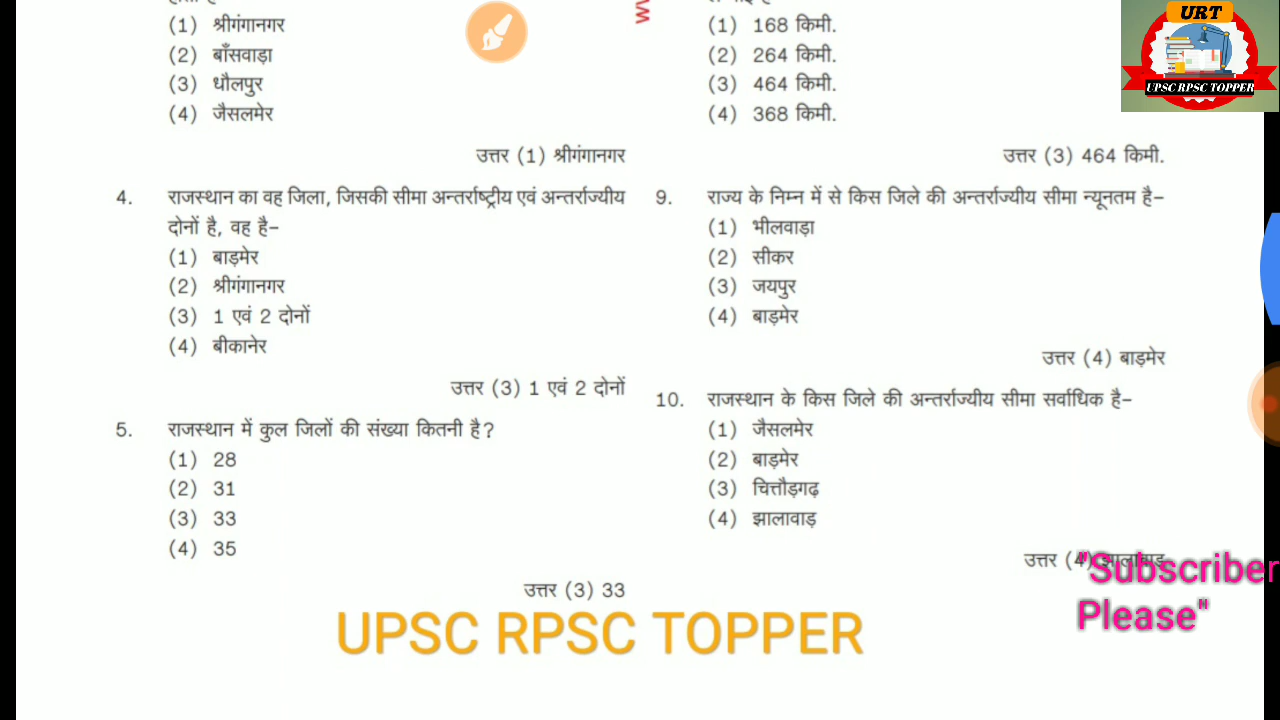 (1) श्रीगंगानगर
(2) बाँसवाड़ा
(3) धौलपुर
(4) जैसलमेर
उत्तर (1) श्रीगंगानगर
4. राजस्थान का वह जिला, जिसकी सीमा अन्तर्राष्ट्रीय एवं अन्तर्राज्यीय
दोनों है, वह है–
(1) बाड़मेर
(2) श्रीगंगानगर
(3) 1 एवं 2 दोनों
(4) बीकानेर
उत्तर (3) 1 एवं 2 दोनों
5. राजस्थान में कुल जिलों की संख्या कितनी है?
(1) 28
(2) 31
(3) 33
(4) 35
उत्तर (3) 33
(1) 168 किमी.
(2) 264 किमी.
(3) 464 किमी.
(4) 368 किमी.
उत्तर (3) 464 किमी.
9. राज्य के निम्न में से किस जिले की अन्तर्राज्यीय सीमा न्यूनतम है–
(1) भीलवाड़ा
(2) सीकर
(3) जयपुर
(4) बाड़मेर
उत्तर (4) बाड़मेर
10. राजस्थान के किस जिले की अन्तर्राज्यीय सीमा सर्वाधिक है–
(1) जैसलमेर
(2) बाड़मेर
(3) चित्तौड़गढ़
(4) झालावाड़
उत्तर (4) झालावाड़
"Subscriber
Please"
UPSC RPSC TOPPER
URT
UPSC RPSC TOPPER